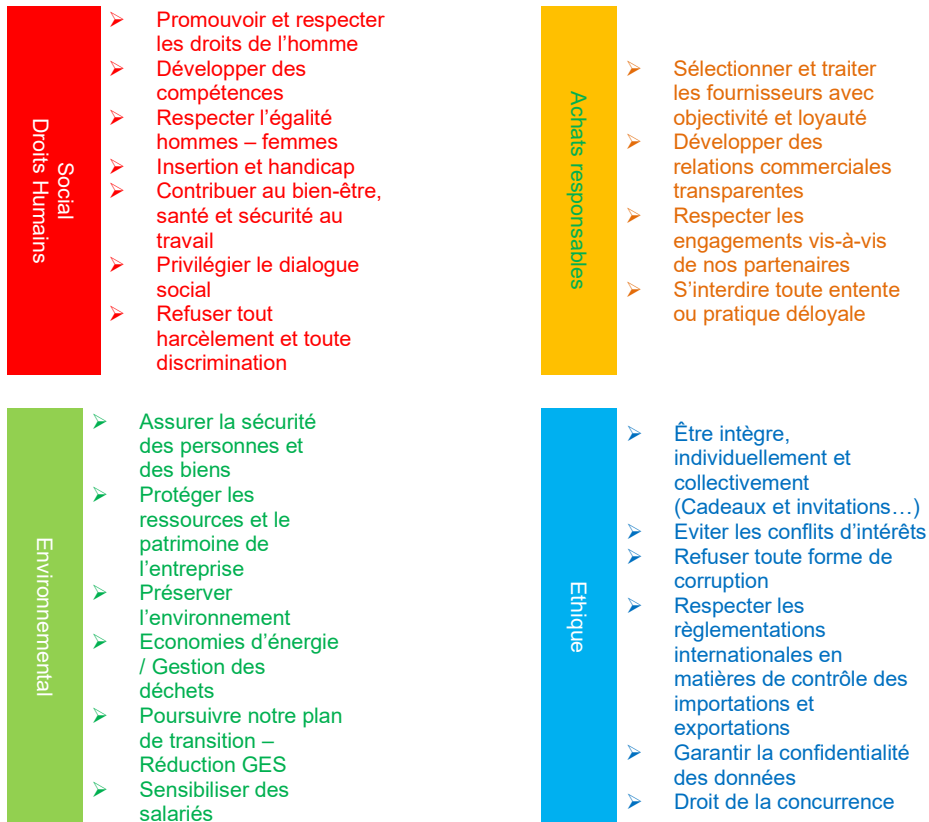 Social
Droits Humains
➢ Promouvoir et respecter
les droits de l’homme
➢ Développer des
compétences
➢ Respecter l’égalité
hommes – femmes
➢ Insertion et handicap
➢ Contribuer au bien-être,
santé et sécurité au
travail
➢ Privilégier le dialogue
social
➢ Refuser tout
harcèlement et toute
discrimination
Achats responsables
➢ Sélectionner et traiter
les fournisseurs avec
objectivité et loyauté
➢ Développer des
relations commerciales
transparentes
➢ Respecter les
engagements vis-à-vis
de nos partenaires
➢ S’interdire toute entente
ou pratique déloyale
Environnemental
➢ Assurer la sécurité
des personnes et
des biens
➢ Protéger les
ressources et le
patrimoine de
l’entreprise
➢ Préserver
l’environnement
➢ Economies d’énergie
/ Gestion des
déchets
➢ Poursuivre notre plan
de transition –
Réduction GES
➢ Sensibiliser des
salariés
Ethique
➢ Être intègre,
individuellement et
collectivement
(Cadeaux et invitations…)
➢ Eviter les conflits d’intérêts
➢ Refuser toute forme de
corruption
➢ Respecter les
règlementations
internationales en
matières de contrôle des
importations et
exportations
➢ Garantir la confidentialité
des données
➢ Droit de la concurrence